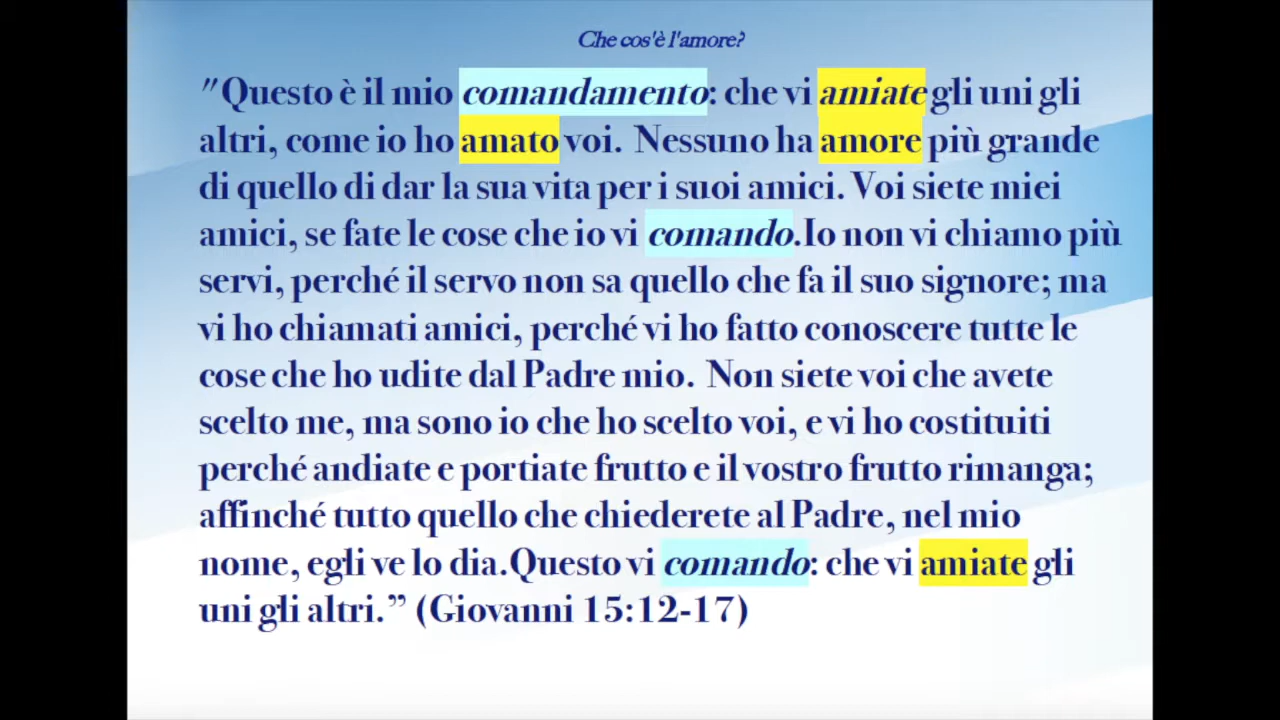 Che cos'è l'amore?
"Questo è il mio comandamento: che vi amiate gli uni gli
altri, come io ho amato voi. Nessuno ha amore più grande
di quello di dar la sua vita per i suoi amici. Voi siete miei
amici, se fate le cose che io vi comando.Io non vi chiamo più
servi, perché il servo non sa quello che fa il suo signore; ma
vi ho chiamati amici, perché vi ho fatto conoscere tutte le
cose che ho udite dal Padre mio. Non siete voi che avete
scelto me, ma sono io che ho scelto voi, e vi ho costituiti
perché andiate e portiate frutto e il vostro frutto rimanga;
affinché tutto quello che chiederete al Padre, nel mio
nome, egli ve lo dia.Questo vi comando: che vi amiate gli
uni gli altri.” (Giovanni 15:12-17)